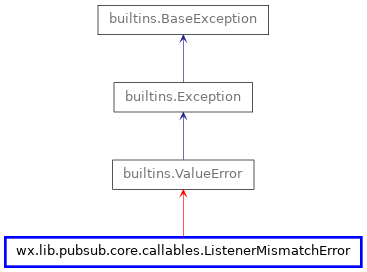 builtins.BaseException
builtins.Exception
builtins.ValueError
wx.lib.pubsub.core.callables.ListenerMismatchError